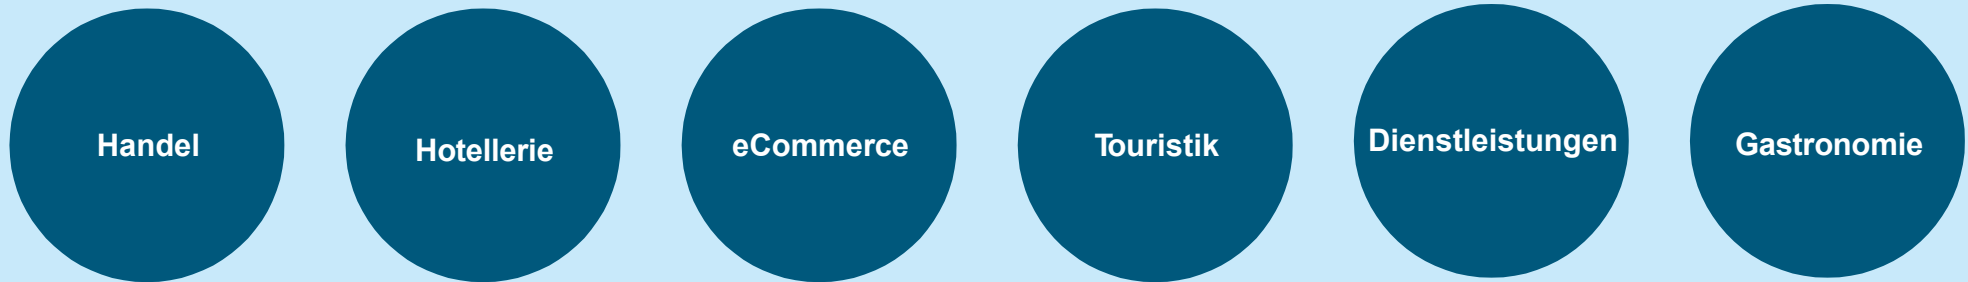 Handel
Hotellerie
eCommerce
Touristik
Dienstleistungen
Gastronomie